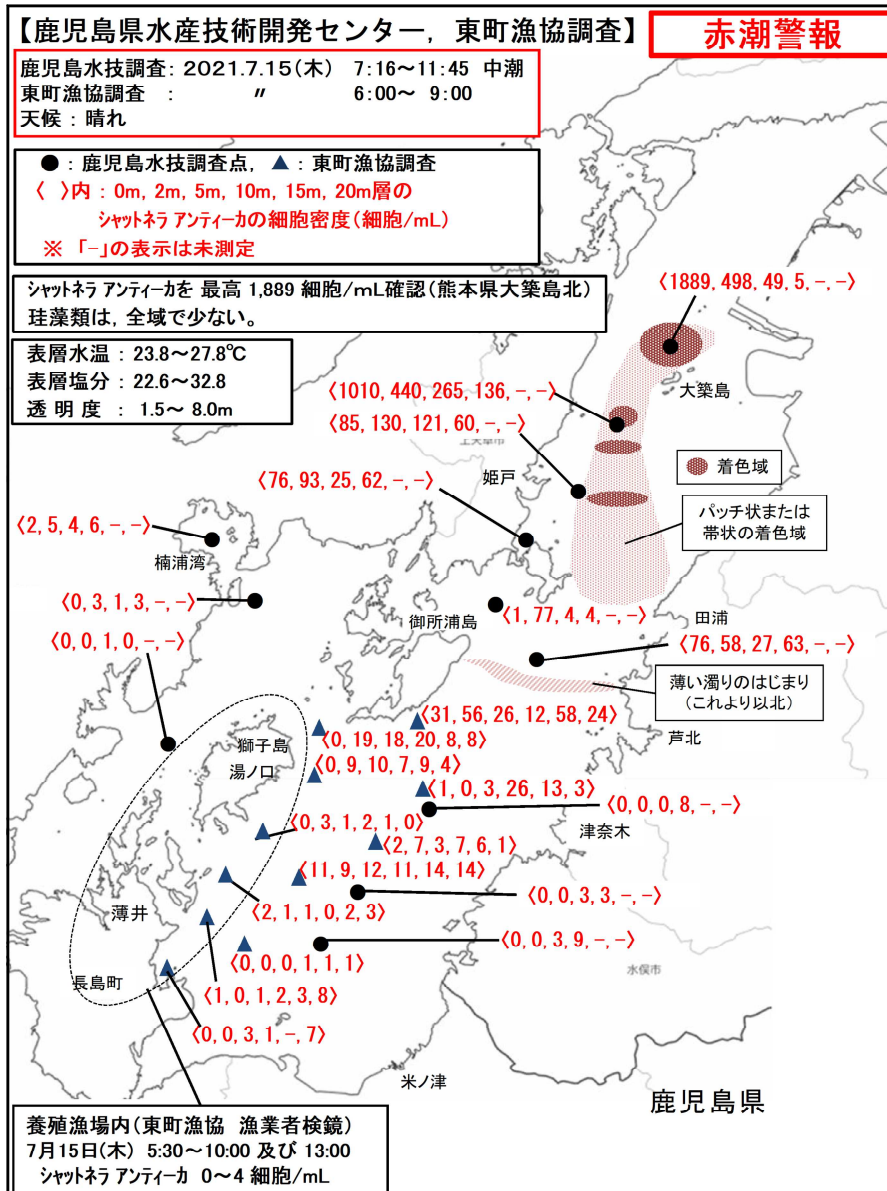 【鹿児島県水産技術開発センター，東町漁協調査】
赤潮警報
鹿児島水技調査：2021.7.15(木) 7:16～11:45 中潮
東町漁協調査 ： 〃 6:00～ 9:00
天候：晴れ
●：鹿児島水技調査点，▲：東町漁協調査
〈 〉内：0m, 2m, 5m, 10m, 15m, 20m層の
シャットネラ アンティーカの細胞密度(細胞/mL)
※ 「-」の表示は未測定
シャットネラ アンティーカを 最高 1,889 細胞/mL確認(熊本県大築島北)
珪藻類は，全域で少ない。
表層水温：23.8～27.8℃
表層塩分：22.6～32.8
透明度 ： 1.5～ 8.0m
〈1889, 498, 49, 5, -, -〉
大築島
〈1010, 440, 265, 136, -, -〉
〈85, 130, 121, 60, -, -〉
上天草市
着色域
姫戸
〈76, 93, 25, 62, -, -〉
パッチ状または
帯状の着色域
〈2, 5, 4, 6, -, -〉
楠浦湾
〈0, 3, 1, 3, -, -〉
御所浦島
〈1, 77, 4, 4, -, -〉
田浦
〈0, 0, 1, 0, -, -〉
〈76, 58, 27, 63, -, -〉
薄い濁りのはじまり
(これより以北)
〈31, 56, 26, 12, 58, 24〉
芦北
獅子島
〈0, 19, 18, 20, 8, 8〉
湯ノ口
〈0, 9, 10, 7, 9, 4〉
〈1, 0, 3, 26, 13, 3〉
〈0, 0, 0, 8, -, -〉
〈0, 3, 1, 2, 1, 0〉
津奈木
〈2, 7, 3, 7, 6, 1〉
〈11, 9, 12, 11, 14, 14〉
〈0, 0, 3, 3, -, -〉
薄井
〈2, 1, 1, 0, 2, 3〉
〈0, 0, 3, 9, -, -〉
〈0, 0, 0, 1, 1, 1〉
水俣市
長島町
〈1, 0, 1, 2, 3, 8〉
〈0, 0, 3, 1, -, 7〉
米ノ津
鹿児島県
養殖漁場内(東町漁協 漁業者検鏡)
7月15日(木) 5:30～10:00 及び 13:00
シャットネラ アンティーカ 0～4 細胞/mL